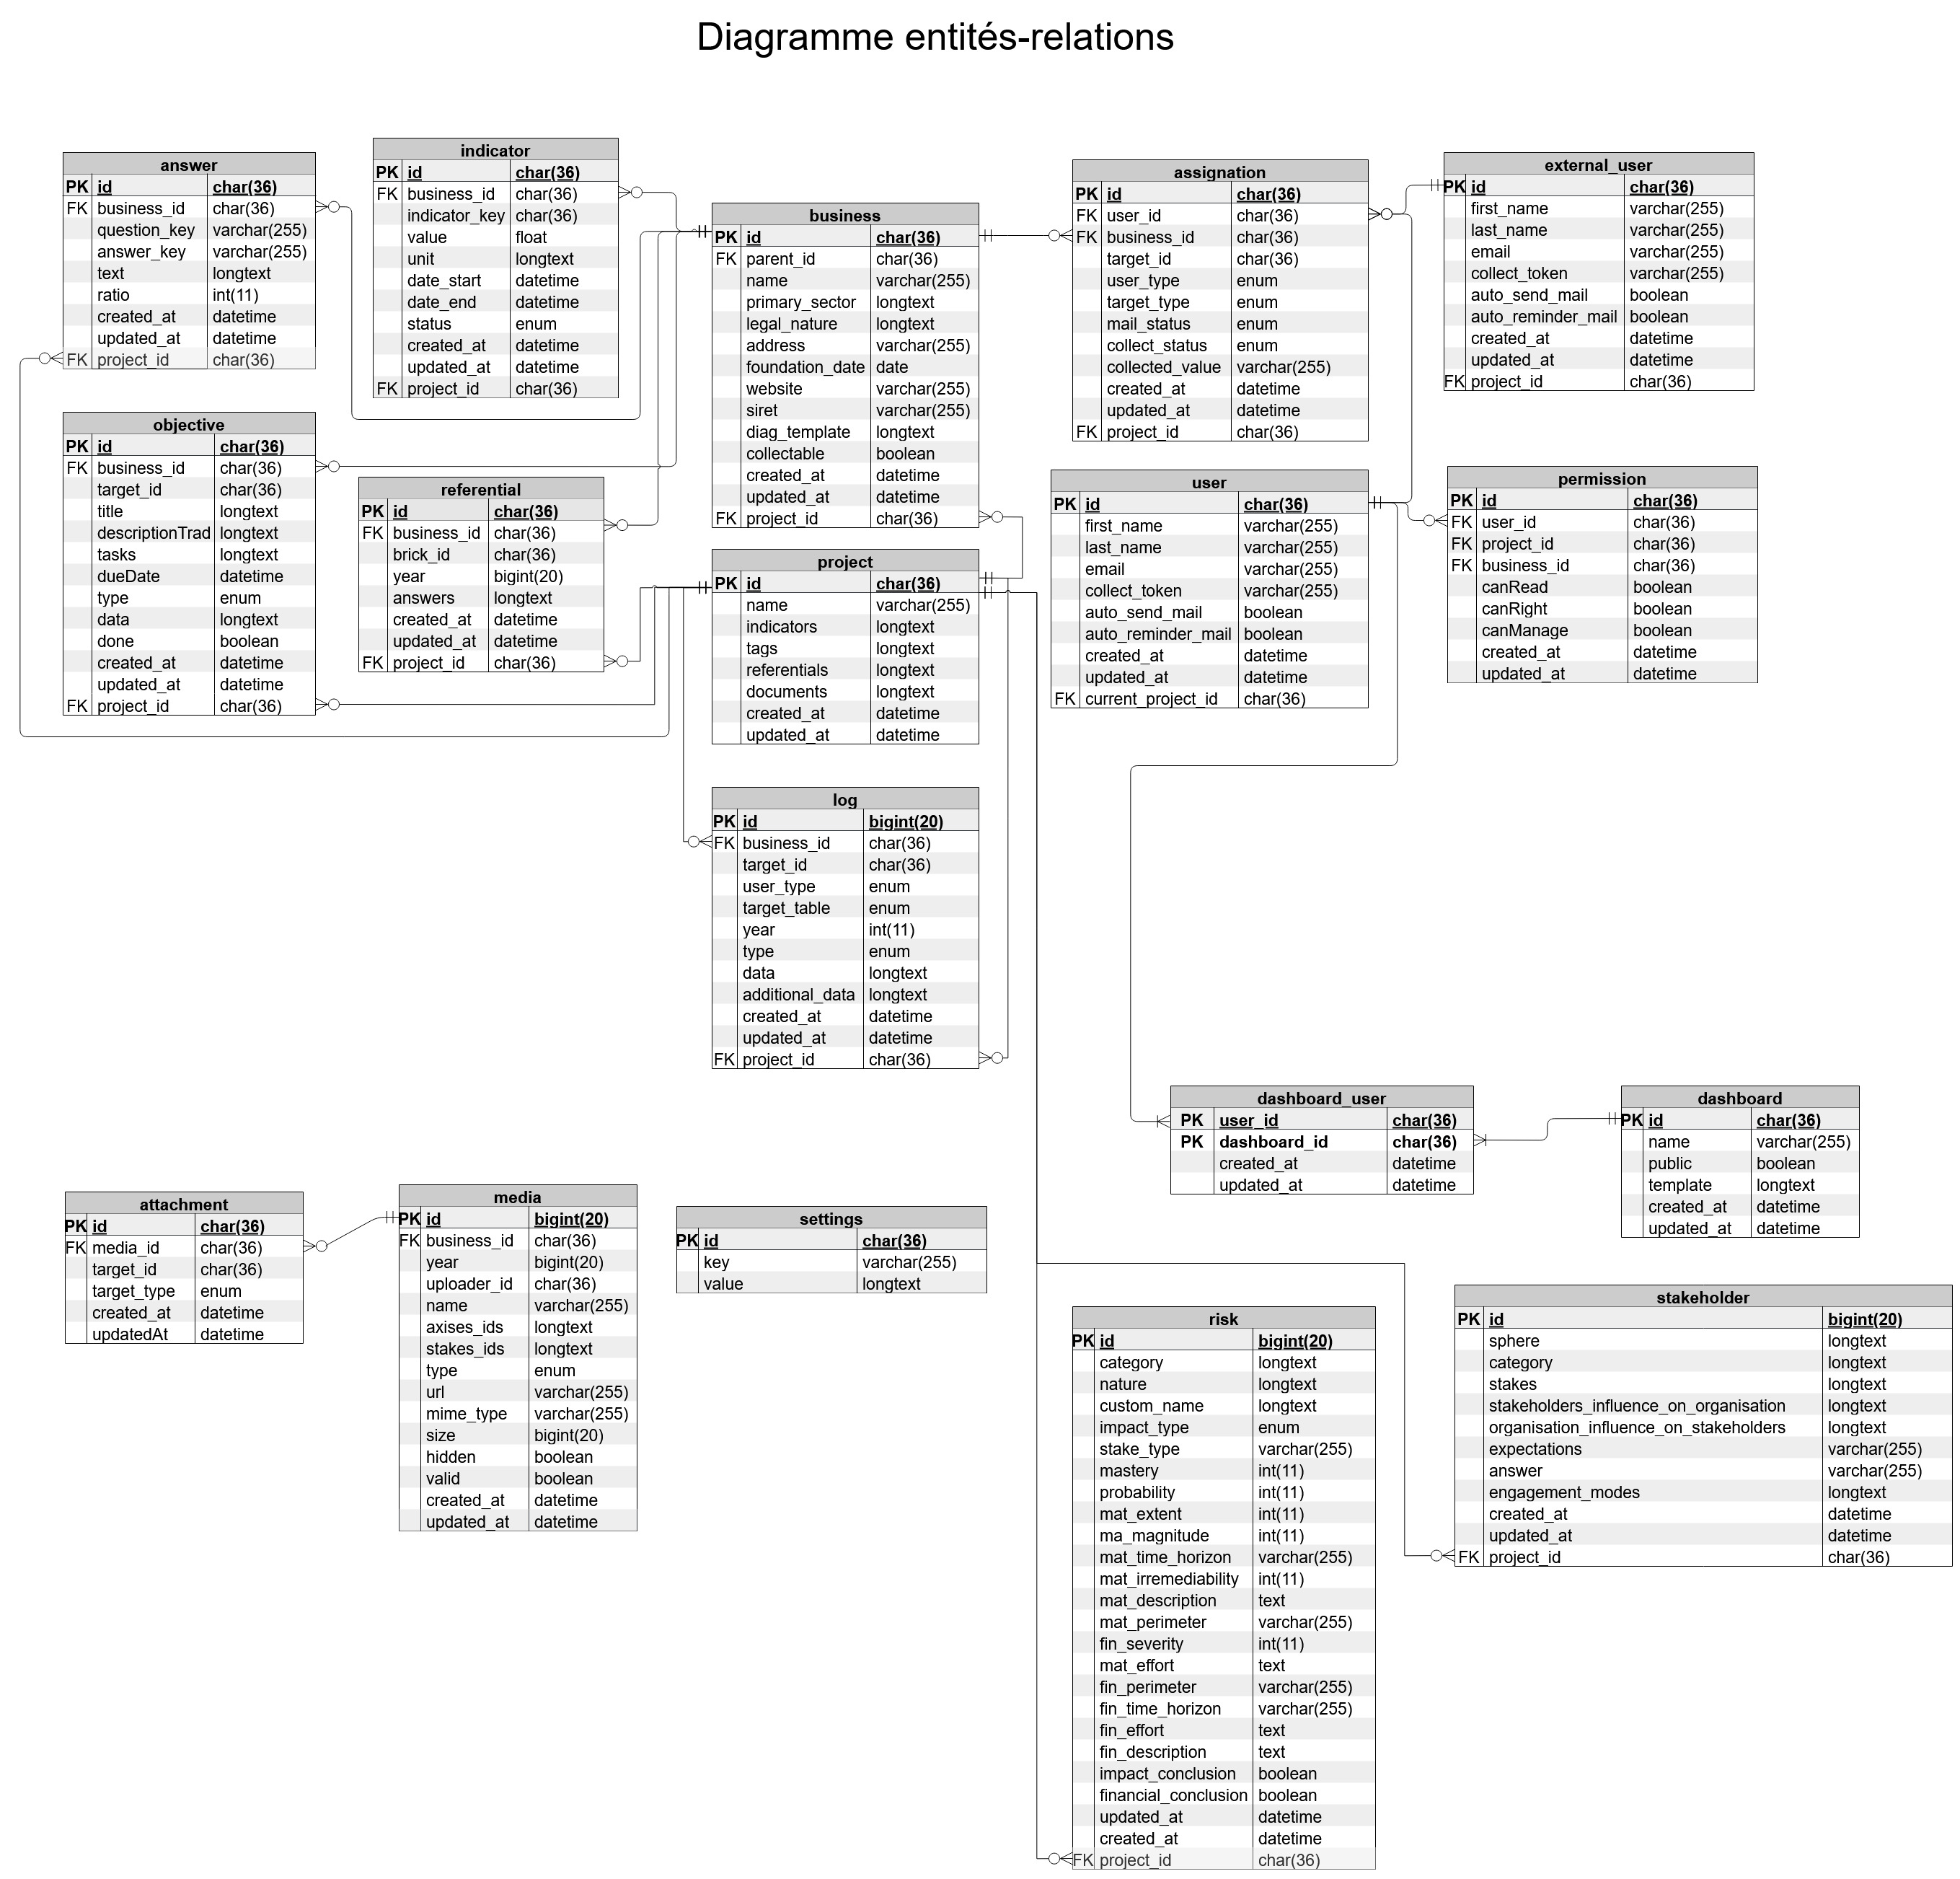 Diagramme entités-relations
answer
PK id char(36)
FK business_id char(36)
question_key varchar(255)
answer_key varchar(255)
text longtext
ratio int(11)
created_at datetime
updated_at datetime
FK project_id char(36)
indicator
PK id char(36)
FK business_id char(36)
indicator_key char(36)
value float
unit longtext
date_start datetime
date_end datetime
status enum
created_at datetime
updated_at datetime
FK project_id char(36)
business
PK id char(36)
FK parent_id char(36)
name varchar(255)
primary_sector longtext
legal_nature longtext
address varchar(255)
foundation_date date
website varchar(255)
siret varchar(255)
diag_template longtext
collectable boolean
created_at datetime
updated_at datetime
FK project_id char(36)
assignation
PK id char(36)
FK user_id char(36)
FK business_id char(36)
target_id char(36)
user_type enum
target_type enum
mail_status enum
collect_status enum
collected_value varchar(255)
created_at datetime
updated_at datetime
FK project_id char(36)
external_user
PK id char(36)
first_name varchar(255)
last_name varchar(255)
email varchar(255)
collect_token varchar(255)
auto_send_mail boolean
auto_reminder_mail boolean
created_at datetime
updated_at datetime
FK project_id char(36)
objective
PK id char(36)
FK business_id char(36)
target_id char(36)
title longtext
descriptionTrad longtext
tasks longtext
dueDate datetime
type enum
data longtext
done boolean
created_at datetime
updated_at datetime
FK project_id char(36)
referential
PK id char(36)
FK business_id char(36)
brick_id char(36)
year bigint(20)
answers longtext
created_at datetime
updated_at datetime
FK project_id char(36)
project
PK id char(36)
name varchar(255)
indicators longtext
tags longtext
referentials longtext
documents longtext
created_at datetime
updated_at datetime
user
PK id char(36)
first_name varchar(255)
last_name varchar(255)
email varchar(255)
collect_token varchar(255)
auto_send_mail boolean
auto_reminder_mail boolean
created_at datetime
updated_at datetime
FK current_project_id char(36)
permission
PK id char(36)
FK user_id char(36)
FK project_id char(36)
FK business_id char(36)
canRead boolean
canRight boolean
canManage boolean
created_at datetime
updated_at datetime
log
PK id bigint(20)
FK business_id char(36)
target_id char(36)
user_type enum
target_table enum
year int(11)
type enum
data longtext
additional_data longtext
created_at datetime
updated_at datetime
FK project_id char(36)
dashboard_user
PK user_id char(36)
PK dashboard_id char(36)
created_at datetime
updated_at datetime
dashboard
PK id char(36)
name varchar(255)
public boolean
template longtext
created_at datetime
updated_at datetime
attachment
PK id char(36)
FK media_id char(36)
target_id char(36)
target_type enum
created_at datetime
updatedAt datetime
media
PK id bigint(20)
FK business_id char(36)
year bigint(20)
uploader_id char(36)
name varchar(255)
axises_ids longtext
stakes_ids longtext
type enum
url varchar(255)
mime_type varchar(255)
size bigint(20)
hidden boolean
valid boolean
created_at datetime
updated_at datetime
settings
PK id char(36)
key varchar(255)
value longtext
risk
PK id bigint(20)
category longtext
nature longtext
custom_name longtext
impact_type enum
stake_type varchar(255)
mastery int(11)
probability int(11)
mat_extent int(11)
ma_magnitude int(11)
mat_time_horizon varchar(255)
mat_irremediability int(11)
mat_description text
mat_perimeter varchar(255)
fin_severity int(11)
mat_effort text
fin_perimeter varchar(255)
fin_time_horizon varchar(255)
fin_effort text
fin_description text
impact_conclusion boolean
financial_conclusion boolean
updated_at datetime
created_at datetime
FK project_id char(36)
stakeholder
PK id bigint(20)
sphere longtext
category longtext
stakes longtext
stakeholders_influence_on_organisation longtext
organisation_influence_on_stakeholders longtext
expectations varchar(255)
answer varchar(255)
engagement_modes longtext
created_at datetime
updated_at datetime
FK project_id char(36)